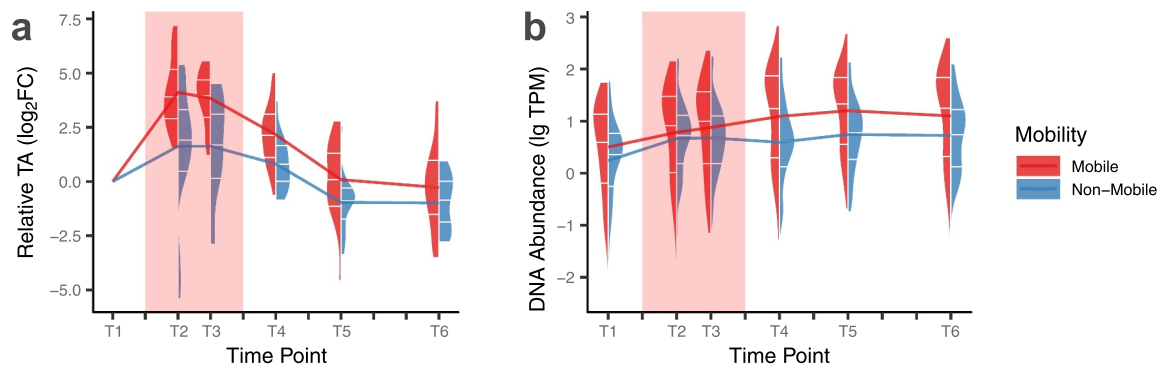 a
7.5
5.0
2.5
0.0
−2.5
−5.0
Relative TA (log₂FC)
T1 T2 T3 T4 T5 T6
Time Point
b
3
2
1
0
−1
−2
DNA Abundance (lg TPM)
T1 T2 T3 T4 T5 T6
Time Point
Mobility
Mobile
Non−Mobile